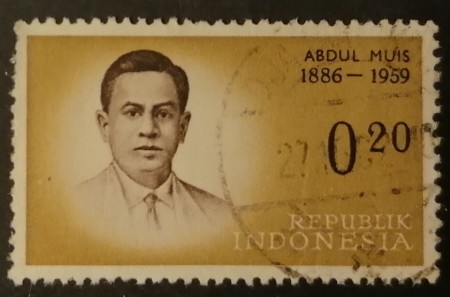 ABDUL MUIS
1886 — 1959
0 20
REPUBLIK
INDONESIA